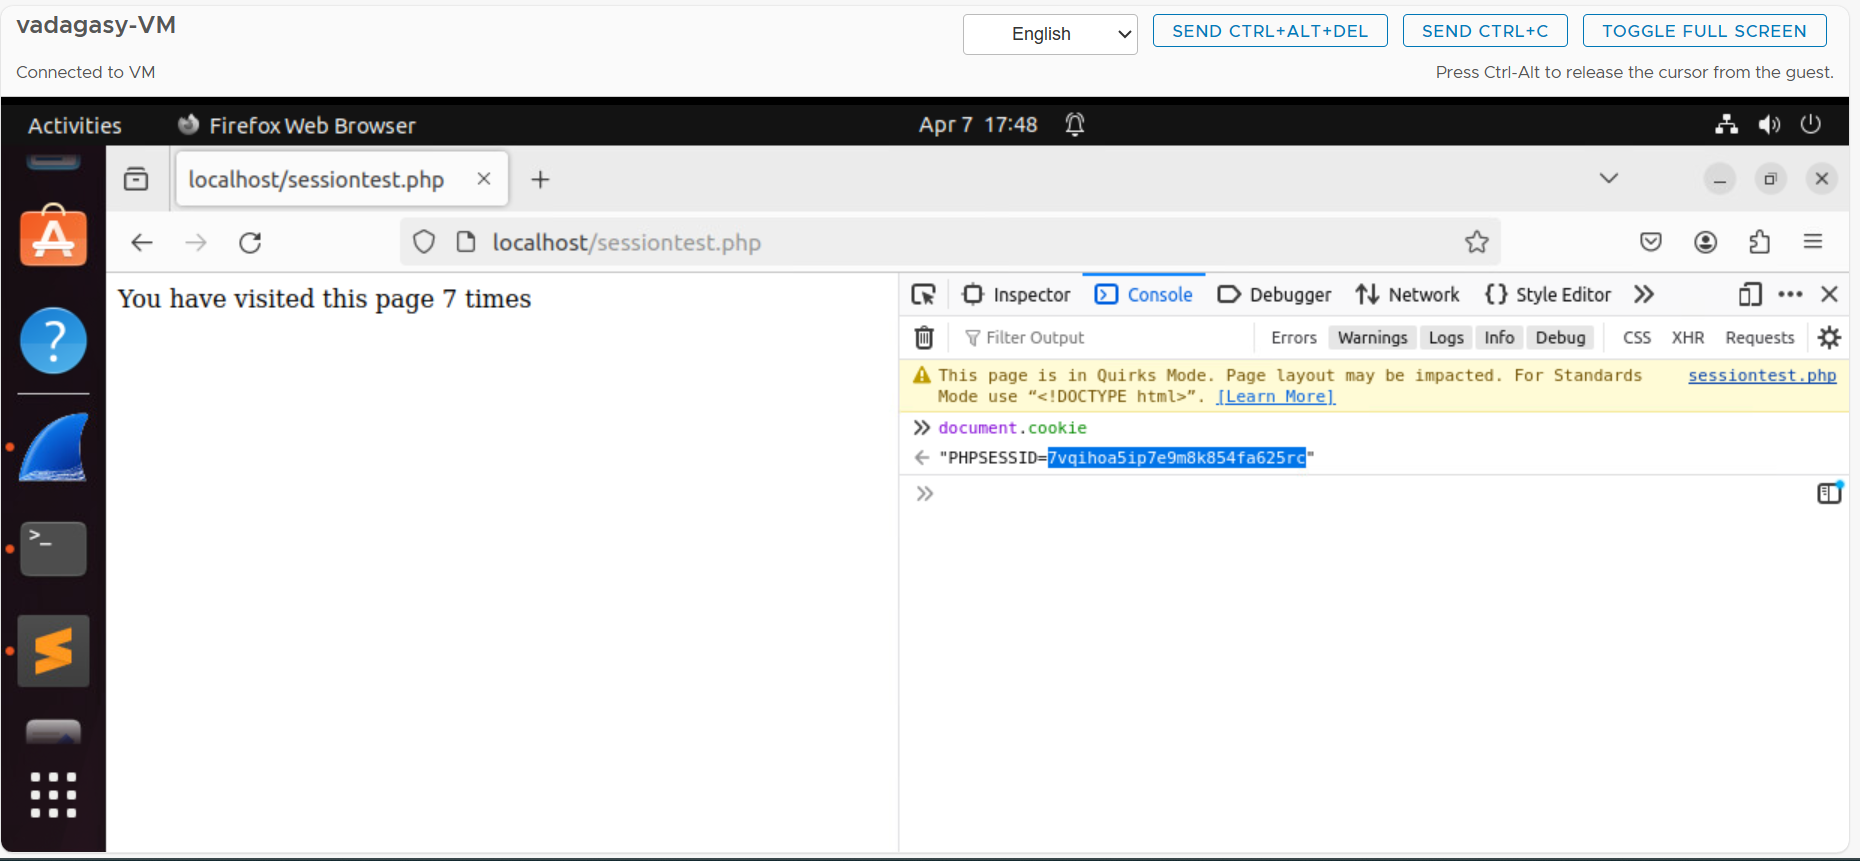 vadagasy-VM
English
SEND CTRL+ALT+DEL
SEND CTRL+C
TOGGLE FULL SCREEN
Connected to VM
Press Ctrl-Alt to release the cursor from the guest.
Activities
Firefox Web Browser
Apr 7 17:48
localhost/sessiontest.php
localhost/sessiontest.php
You have visited this page 7 times
Inspector
Console
Debugger
Network
Style Editor
Filter Output
Errors
Warnings
Logs
Info
Debug
CSS
XHR
Requests
This page is in Quirks Mode. Page layout may be impacted. For Standards
Mode use “<!DOCTYPE html>”. [Learn More]
sessiontest.php
document.cookie
"PHPSESSID=7vqihoa5ip7e9m8k854fa625rc"